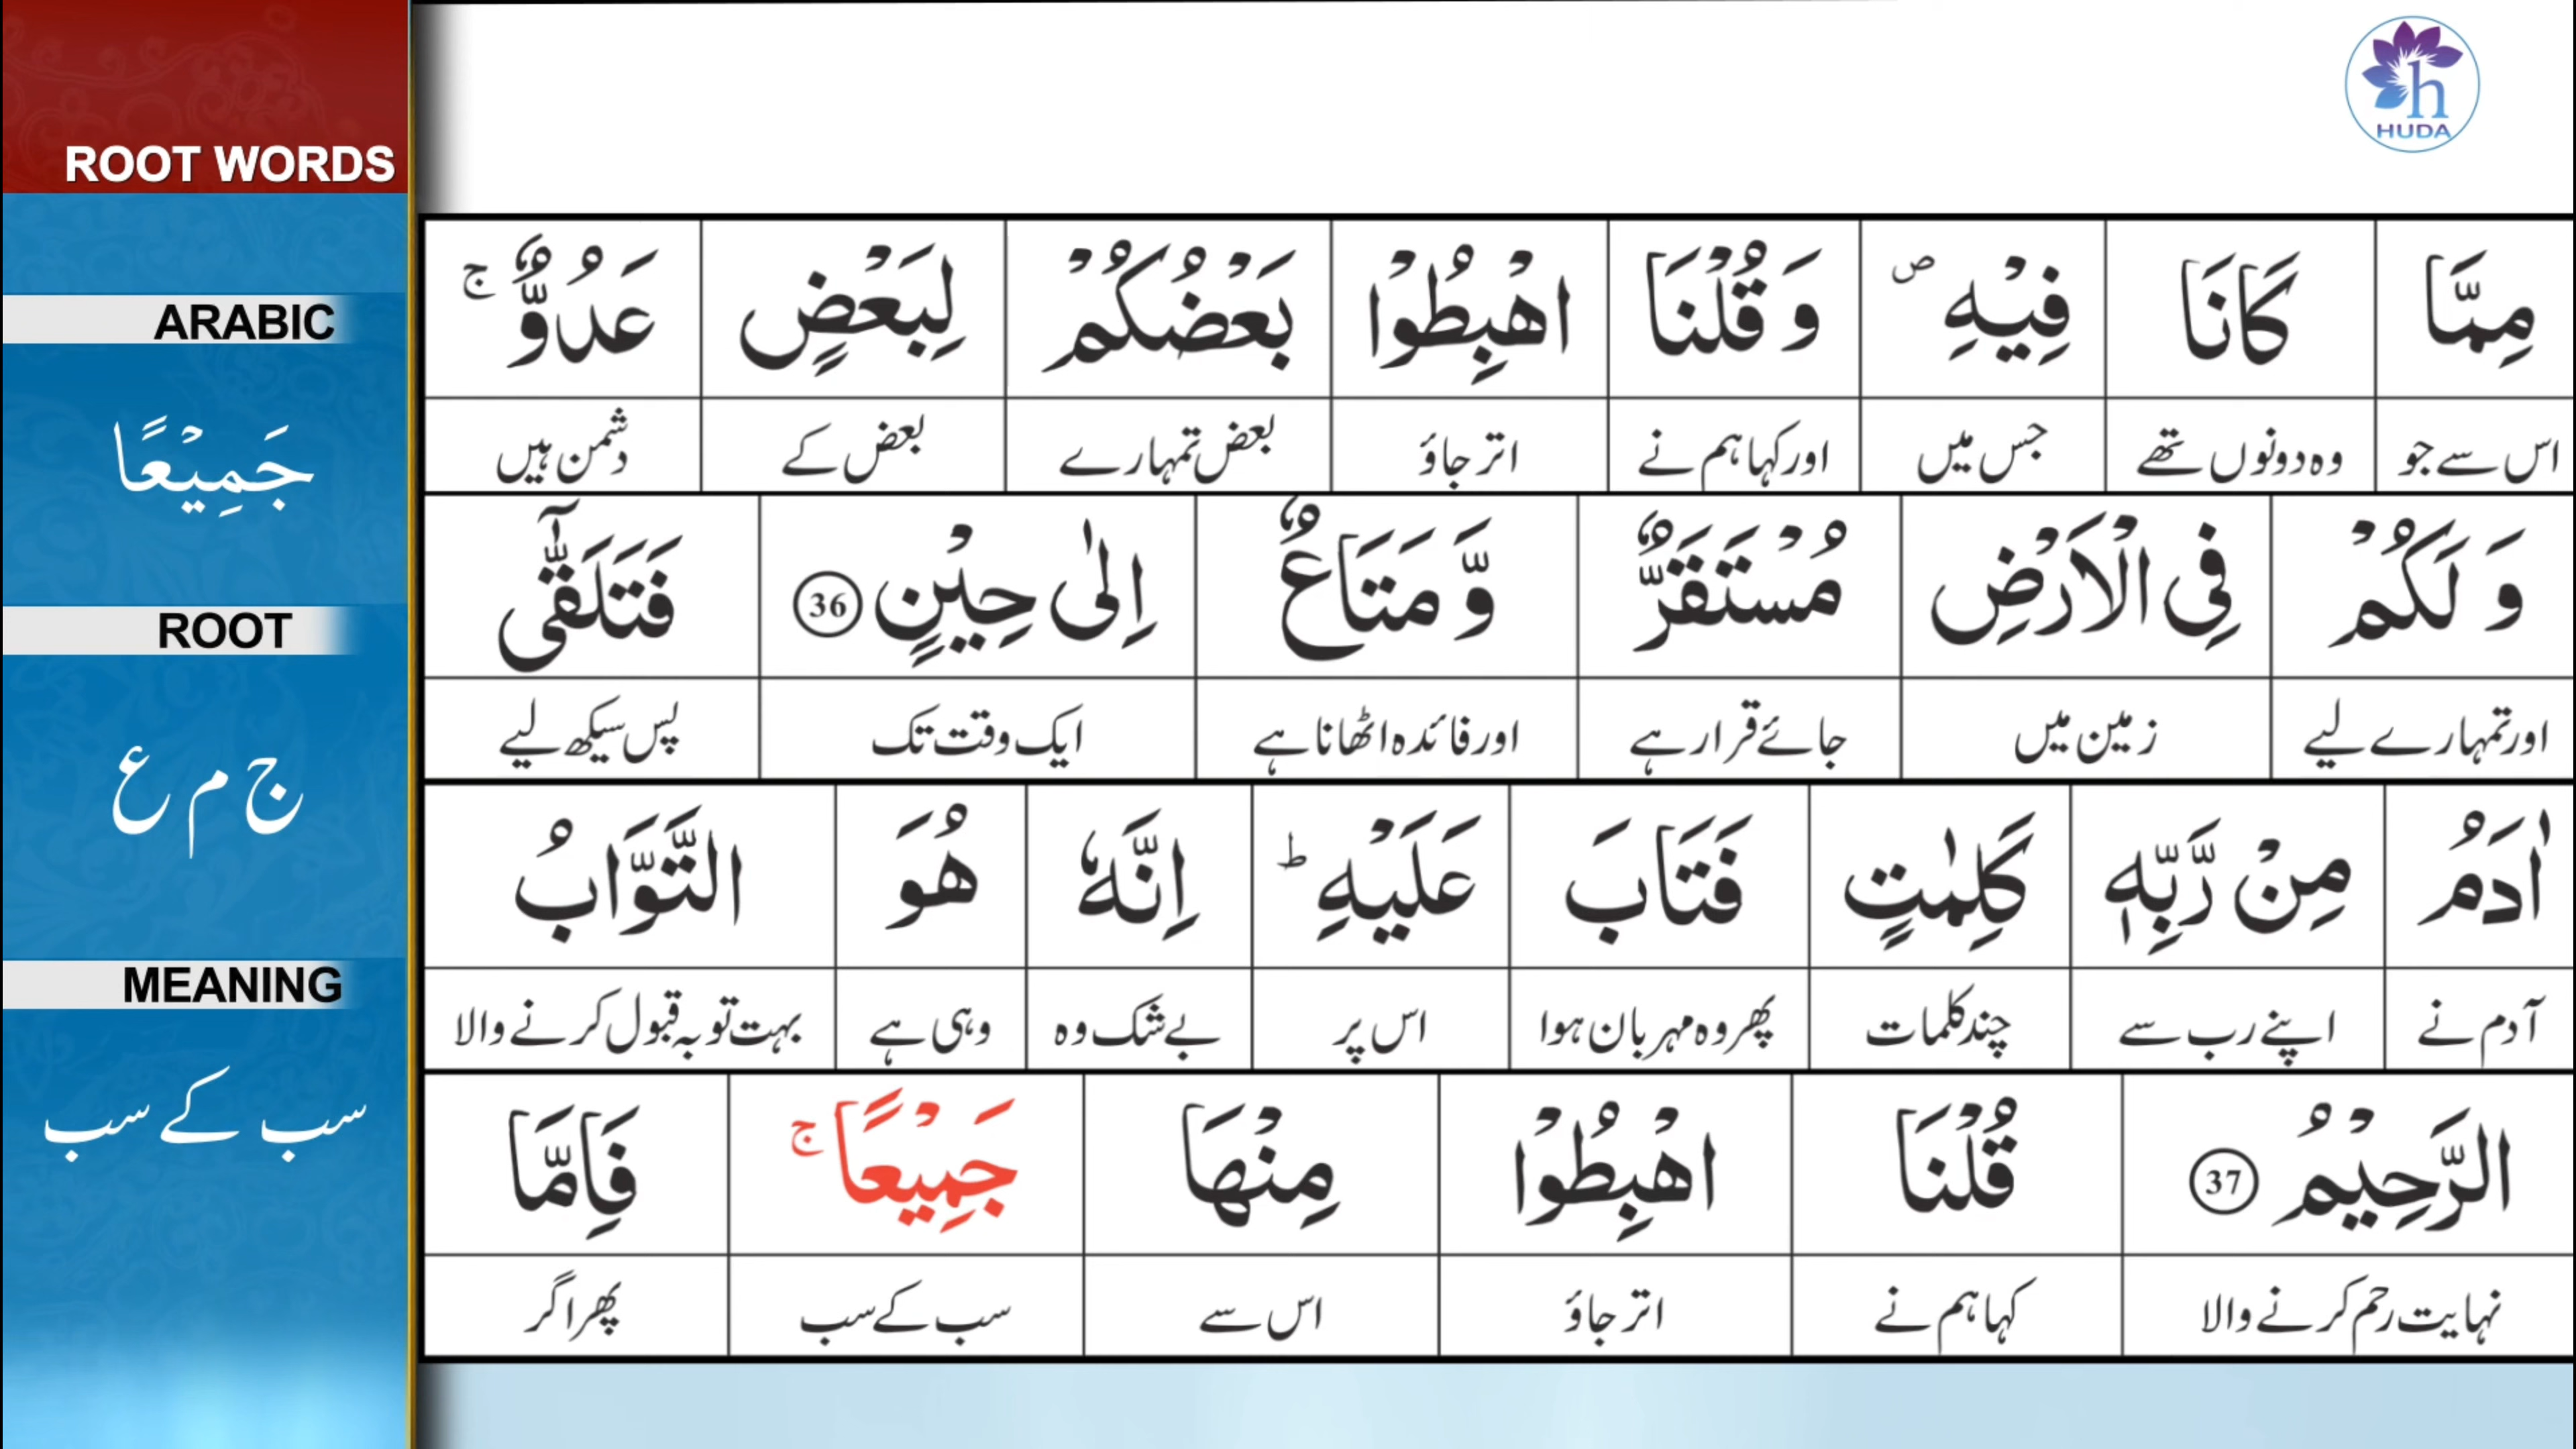 ROOT WORDS
ARABIC
جَمِيْعًا
ROOT
ج م ع
MEANING
سب کے سب
h
HUDA
مِمَّا كَانَا فِيْهِ ۖ وَ قُلْنَا اهْبِطُوْا بَعْضُكُمْ لِبَعْضٍ عَدُوٌّ ۚ
اس سے جو وہ دونوں تھے جس میں اور کہا ہم نے اتر جاؤ بعض تمہارے بعض کے دشمن ہیں
وَ لَكُمْ فِى الْاَرْضِ مُسْتَقَرٌّ وَّ مَتَاعٌ اِلٰى حِيْنٍ 36 فَتَلَقّٰٓى
اور تمہارے لیے زمین میں جائے قرار ہے اور فائدہ اٹھانا ہے ایک وقت تک پس سیکھ لیے
اٰدَمُ مِنْ رَّبِّهٖ كَلِمٰتٍ فَتَابَ عَلَيْهِ ؕ اِنَّهٗ هُوَ التَّوَّابُ
آدم نے اپنے رب سے چند کلمات پھر وہ مہربان ہوا اس پر بے شک وہ وہی ہے بہت توبہ قبول کرنے والا
الرَّحِيْمُ 37 قُلْنَا اهْبِطُوْا مِنْهَا جَمِيْعًا ۚ فَاِمَّا
نہایت رحم کرنے والا کہا ہم نے اتر جاؤ اس سے سب کے سب پھر اگر